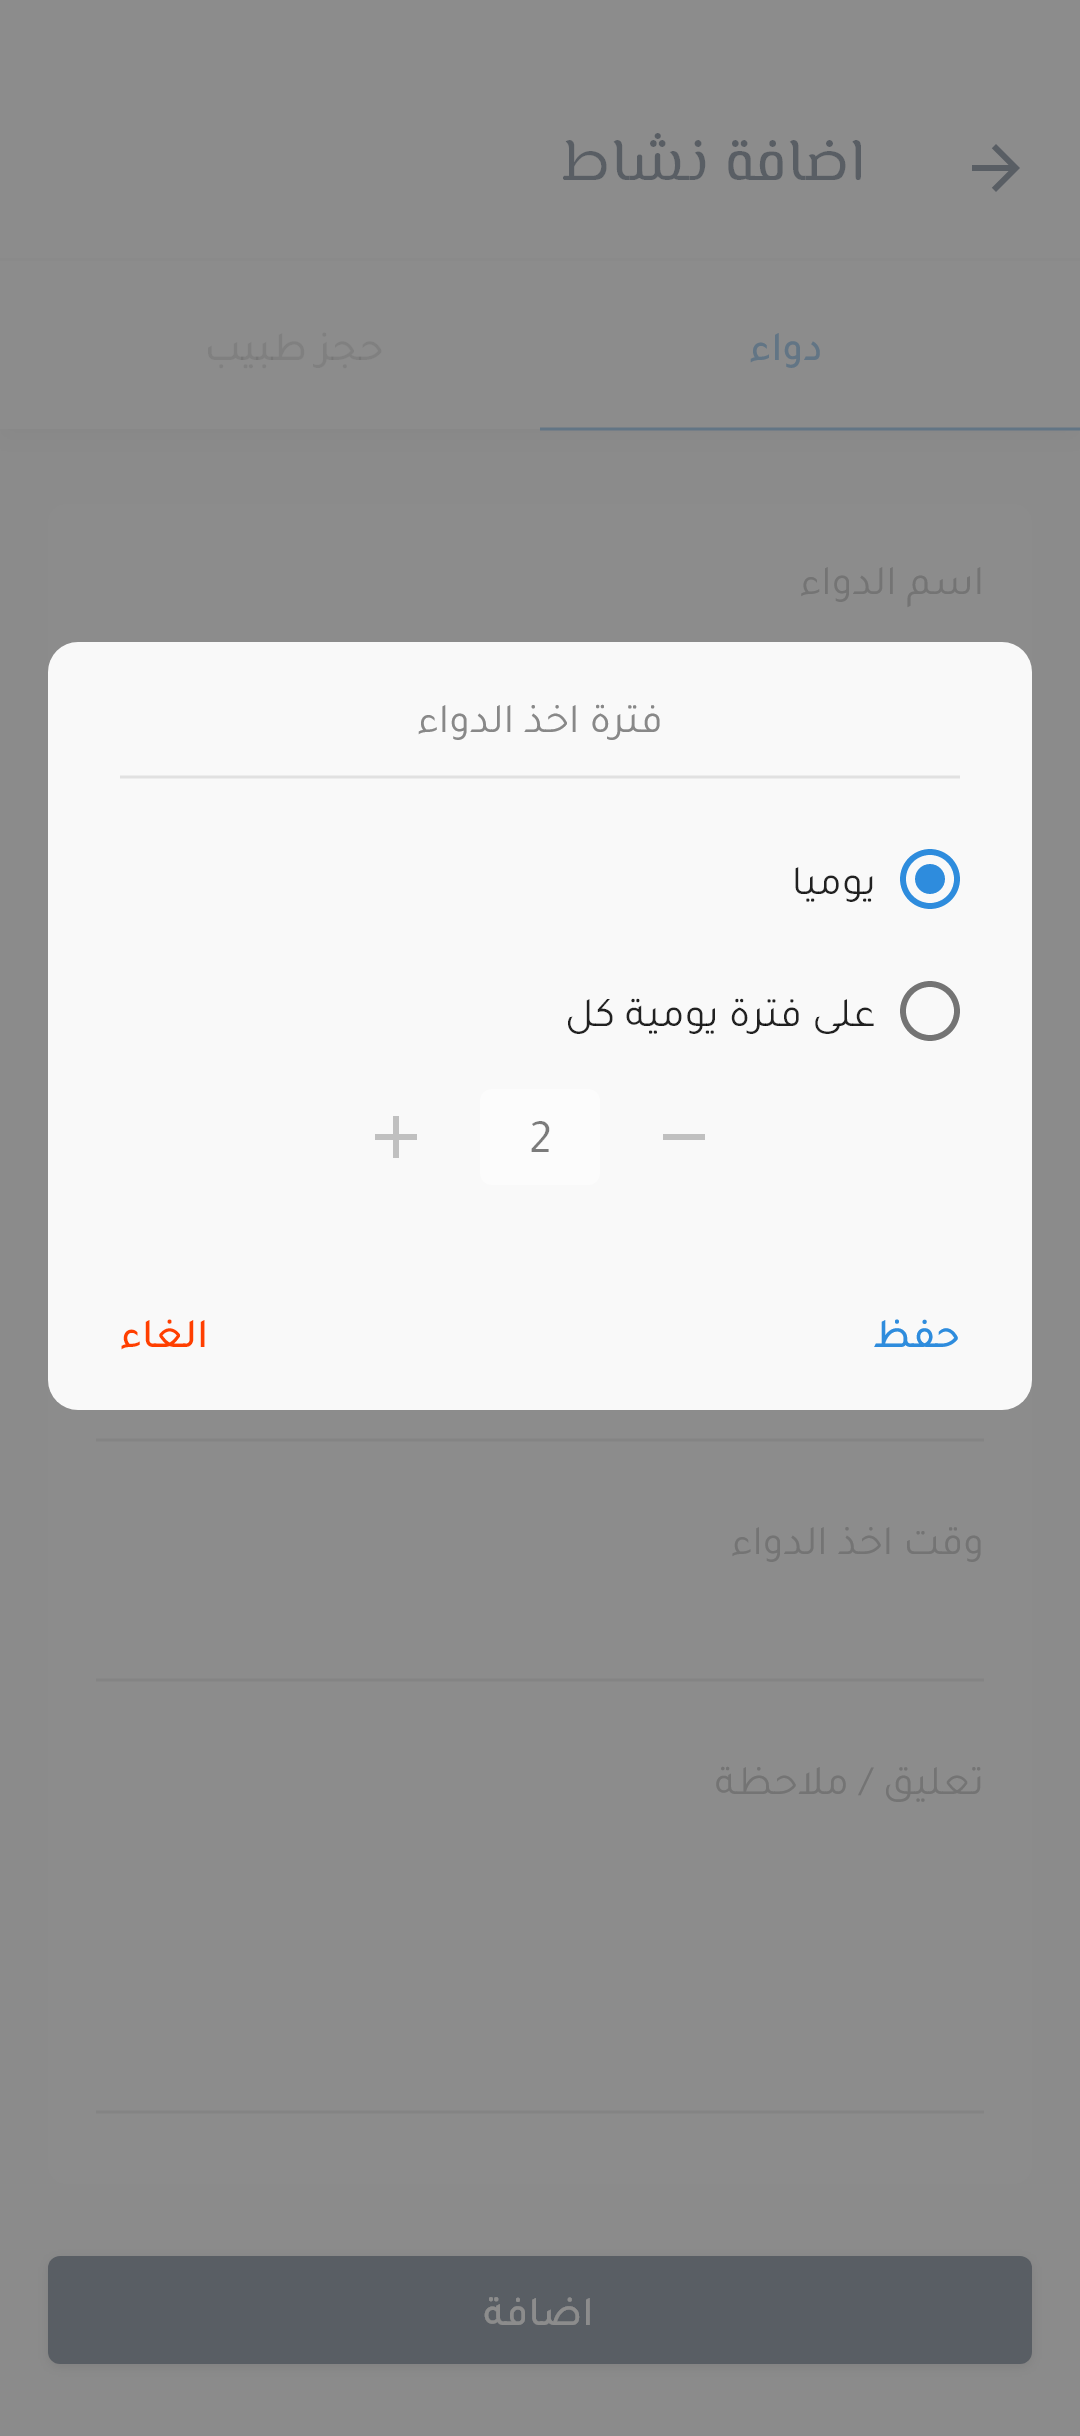 اضافة نشاط
دواء
حجز طبيب
اسم الدواء
فترة اخذ الدواء
يوميا
على فترة يومية كل
2
حفظ
الغاء
وقت اخذ الدواء
تعليق / ملاحظة
اضافة